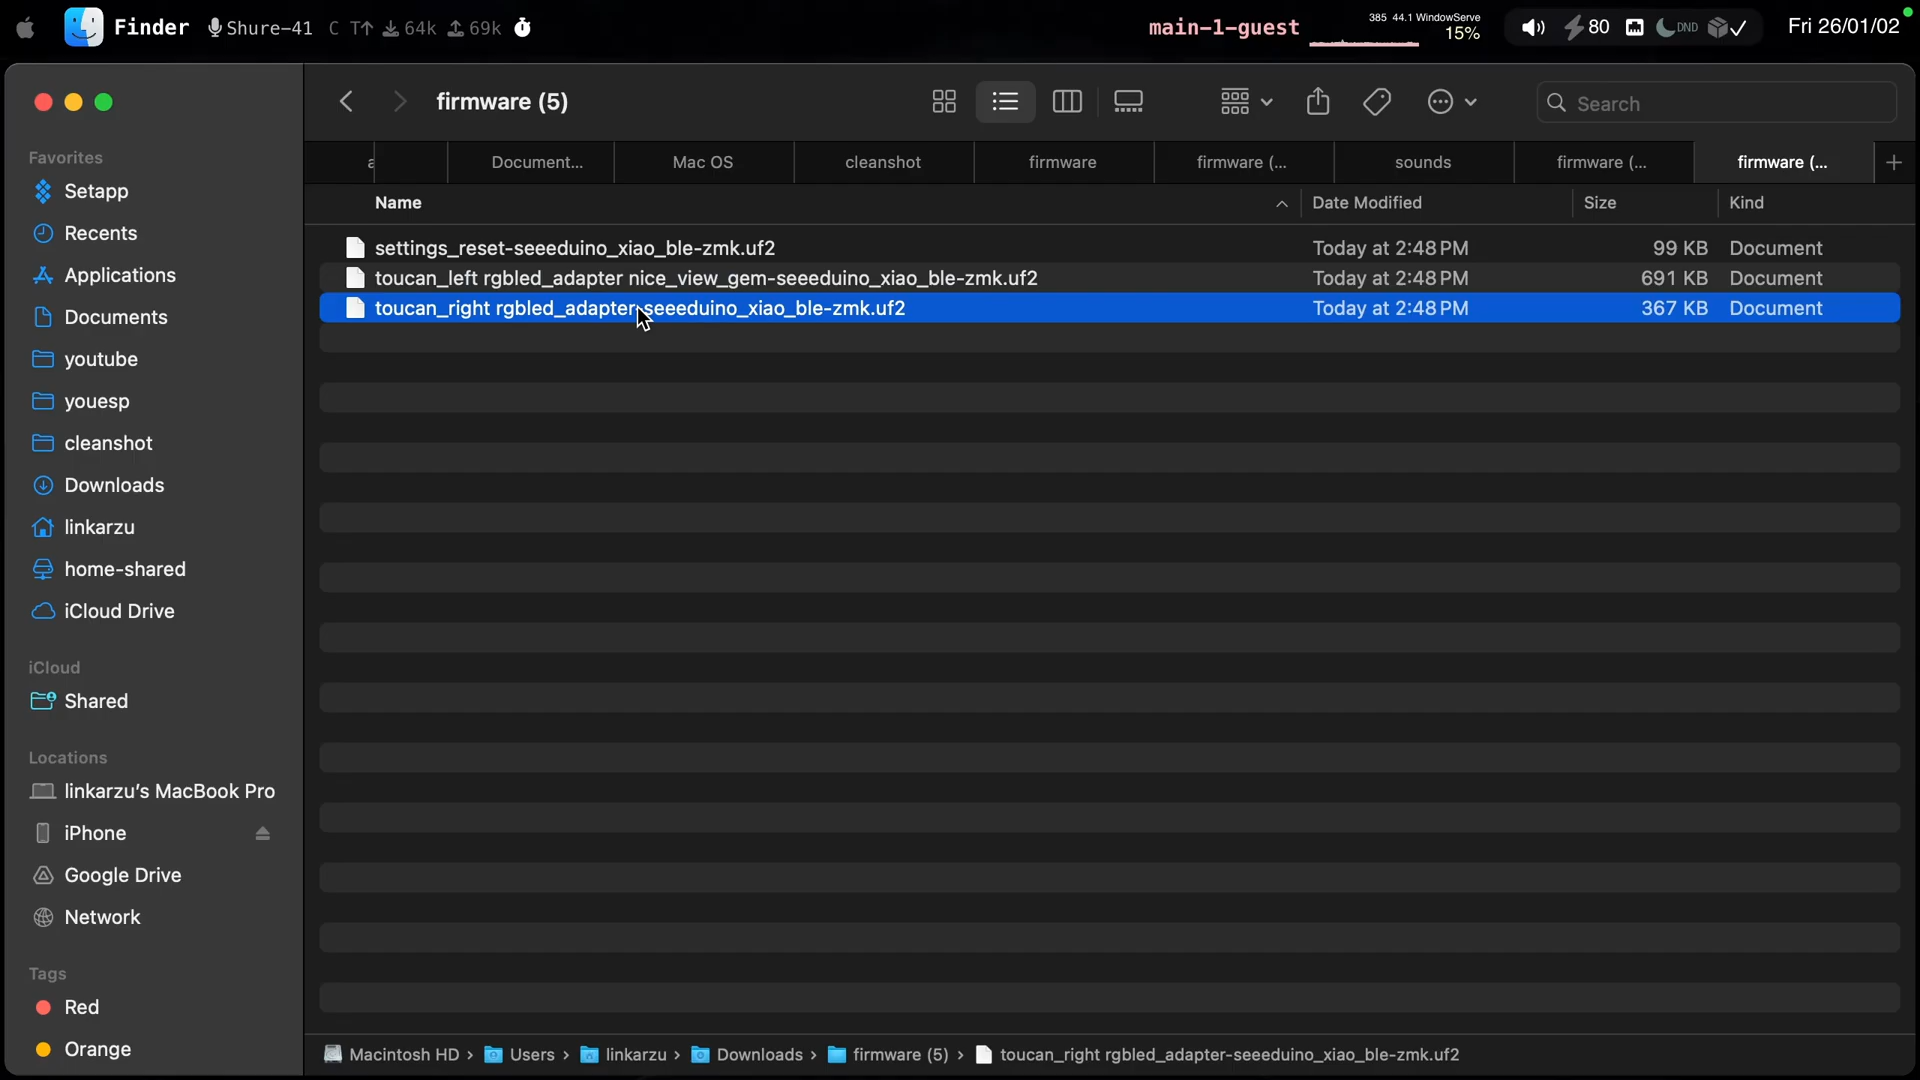 Finder Shure-41 C T↑ 64k 69k main-1-guest 385 44.1 WindowServe 15% 80 DND Fri 26/01/02
firmware (5) Search
Document... Mac OS cleanshot firmware firmware (... sounds firmware (... firmware (...
Name Date Modified Size Kind
settings_reset-seeeduino_xiao_ble-zmk.uf2 Today at 2:48 PM 99 KB Document
toucan_left rgbled_adapter nice_view_gem-seeeduino_xiao_ble-zmk.uf2 Today at 2:48 PM 691 KB Document
toucan_right rgbled_adapter-seeeduino_xiao_ble-zmk.uf2 Today at 2:48 PM 367 KB Document
Favorites
Setapp
Recents
Applications
Documents
youtube
youesp
cleanshot
Downloads
linkarzu
home-shared
iCloud Drive
iCloud
Shared
Locations
linkarzu's MacBook Pro
iPhone
Google Drive
Network
Tags
Red
Orange
Macintosh HD › Users › linkarzu › Downloads › firmware (5) › toucan_right rgbled_adapter-seeeduino_xiao_ble-zmk.uf2